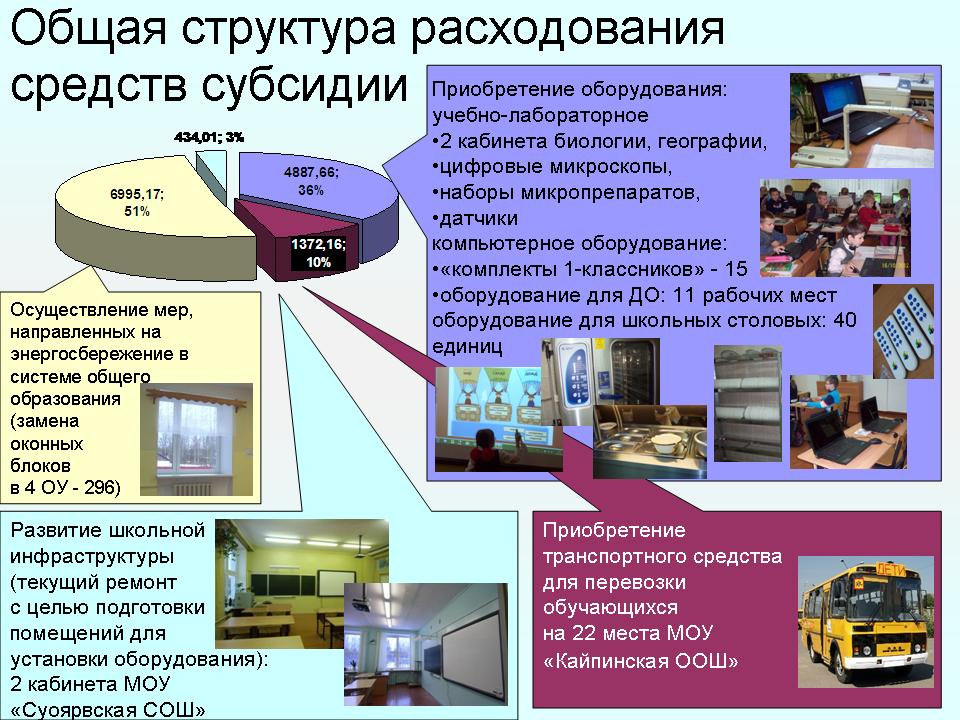 Общая структура расходования
средств субсидии
434,01; 3%
4887,66;
36%
6995,17;
51%
1372,16;
10%
Приобретение оборудования:
учебно-лабораторное
•2 кабинета биологии, географии,
•цифровые микроскопы,
•наборы микропрепаратов,
•датчики
компьютерное оборудование:
•«комплекты 1-классников» - 15
•оборудование для ДО: 11 рабочих мест
оборудование для школьных столовых: 40
единиц
Осуществление мер,
направленных на
энергосбережение в
системе общего
образования
(замена
оконных
блоков
в 4 ОУ - 296)
Развитие школьной
инфраструктуры
(текущий ремонт
с целью подготовки
помещений для
установки оборудования):
2 кабинета МОУ
«Суоярвская СОШ»
Приобретение
транспортного средства
для перевозки
обучающихся
на 22 места МОУ
«Кайпинская ООШ»
ДЕТИ